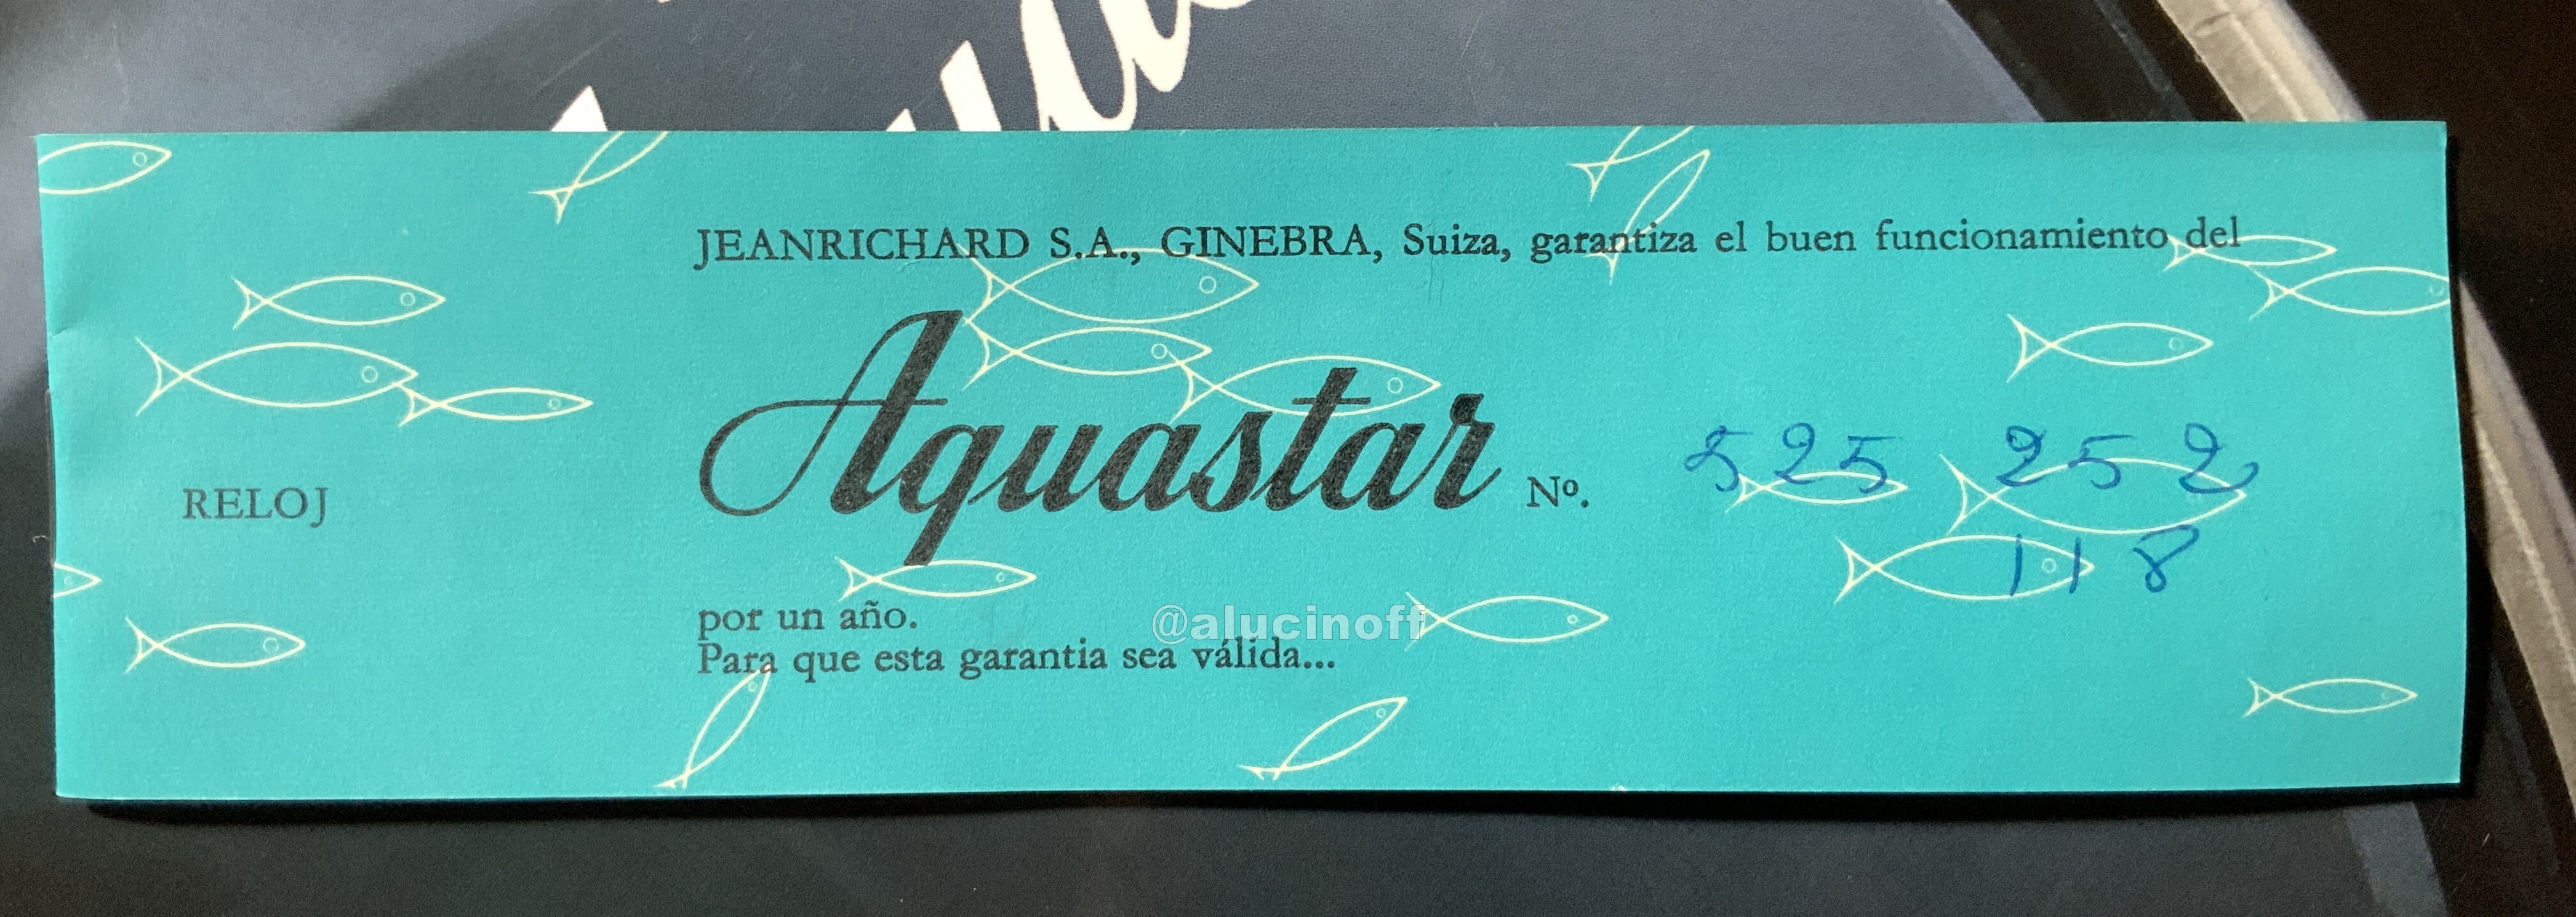 JEANRICHARD S.A., GINEBRA, Suiza, garantiza el buen funcionamiento del
RELOJ Aquastar Nº. 525 252
118
por un año.
@alucinoff
Para que esta garantia sea válida...